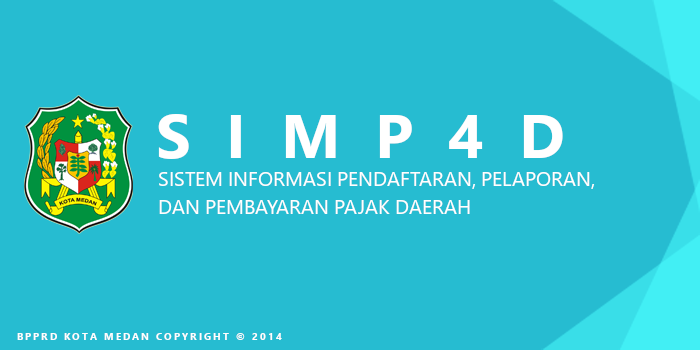 S I M P 4 D
SISTEM INFORMASI PENDAFTARAN, PELAPORAN,
DAN PEMBAYARAN PAJAK DAERAH
KOTA MEDAN
BPPRD KOTA MEDAN COPYRIGHT © 2014